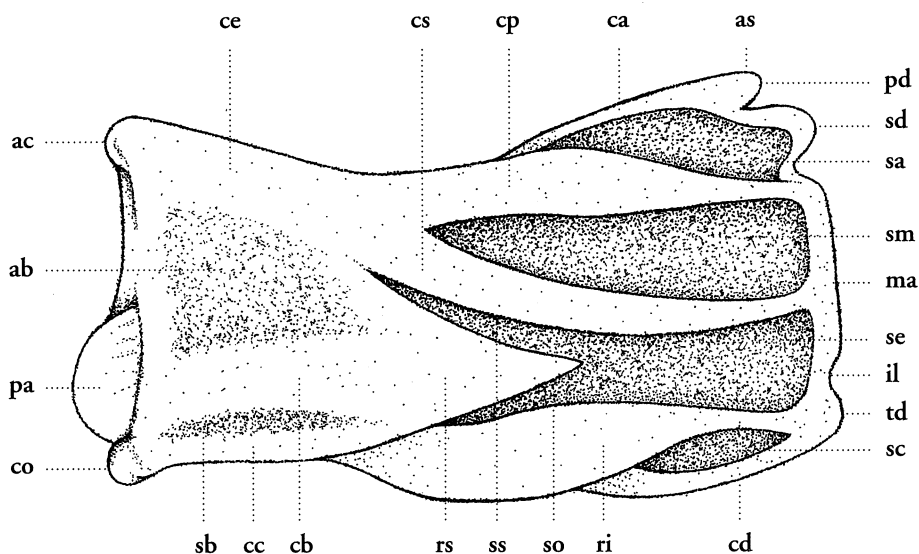 ce cs cp ca as
pd
sd
ac
sa
sm
ab
ma
se
il
pa
td
sc
co
sb cc cb rs ss so ri cd